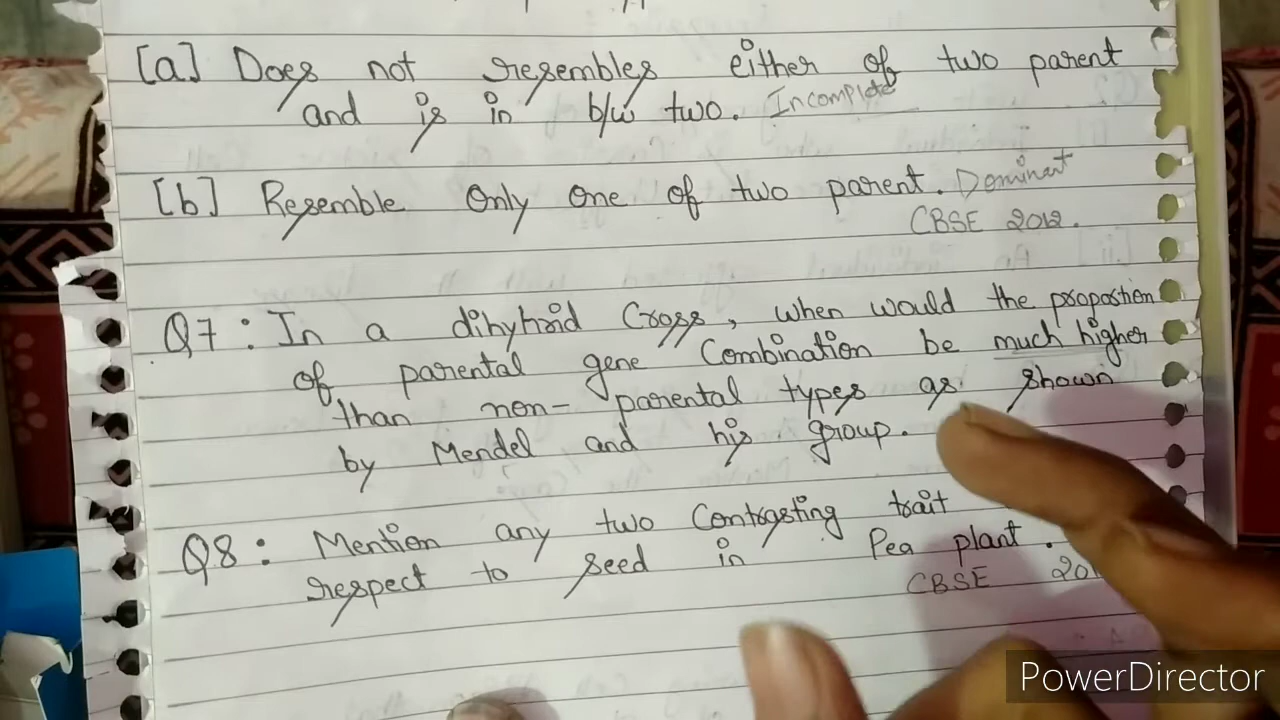 [a] Does not resembles either of two parent
and is in b/w two. Incomplete
[b] Resemble Only one of two parent. Dominant
CBSE 2012.
Q7: In a dihybrid Cross, when would the proportion
of parental gene Combination be much higher
than non-parental types as shown
by Mendel and his group.
Q8: Mention any two Contrasting trait
respect to seed in Pea plant.
CBSE
PowerDirector